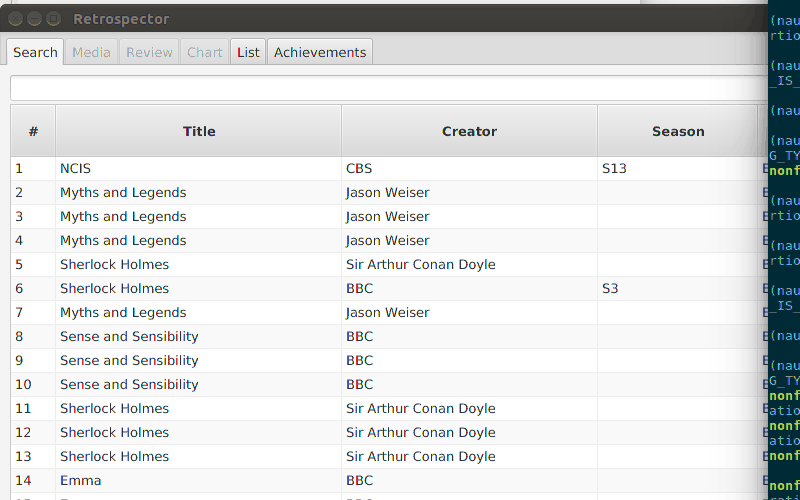 Retrospector
Search Media Review Chart List Achievements
# Title Creator Season
1 NCIS CBS S13
2 Myths and Legends Jason Weiser
3 Myths and Legends Jason Weiser
4 Myths and Legends Jason Weiser
5 Sherlock Holmes Sir Arthur Conan Doyle
6 Sherlock Holmes BBC S3
7 Myths and Legends Jason Weiser
8 Sense and Sensibility BBC
9 Sense and Sensibility BBC
10 Sense and Sensibility BBC
11 Sherlock Holmes Sir Arthur Conan Doyle
12 Sherlock Holmes Sir Arthur Conan Doyle
13 Sherlock Holmes Sir Arthur Conan Doyle
14 Emma BBC
(nau
rtio
(nau
_IS_
(nau
(nau
G_TY
nonf
(nau
rtio
(nau
rtio
(nau
_IS_
(nau
(nau
G_TY
nonf
atio
nonf
atio
nonf
nonf